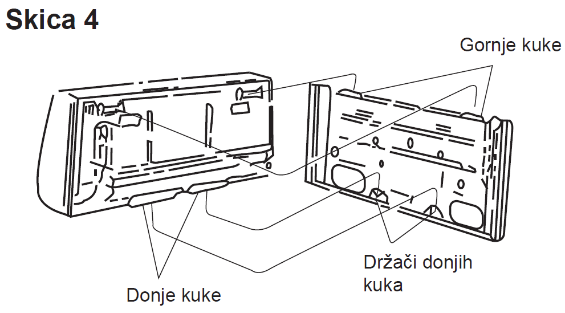 Skica 4
Gornje kuke
Držači donjih
kuka
Donje kuke